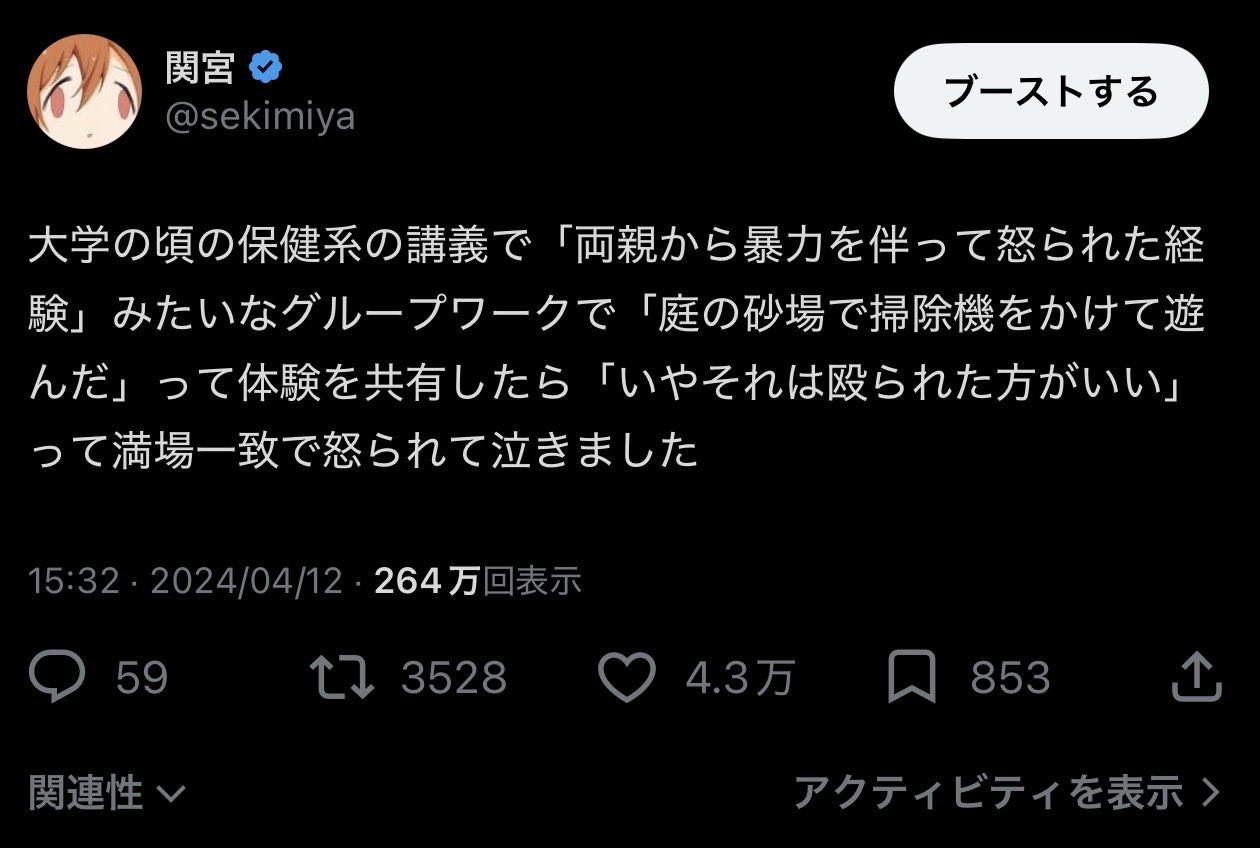 関宮
@sekimiya
ブーストする
大学の頃の保健系の講義で「両親から暴力を伴って怒られた経
験」みたいなグループワークで「庭の砂場で掃除機をかけて遊
んだ」って体験を共有したら「いやそれは殴られた方がいい」
って満場一致で怒られて泣きました
15:32 · 2024/04/12 · 264万回表示
59 3528 4.3万 853
関連性 アクティビティを表示